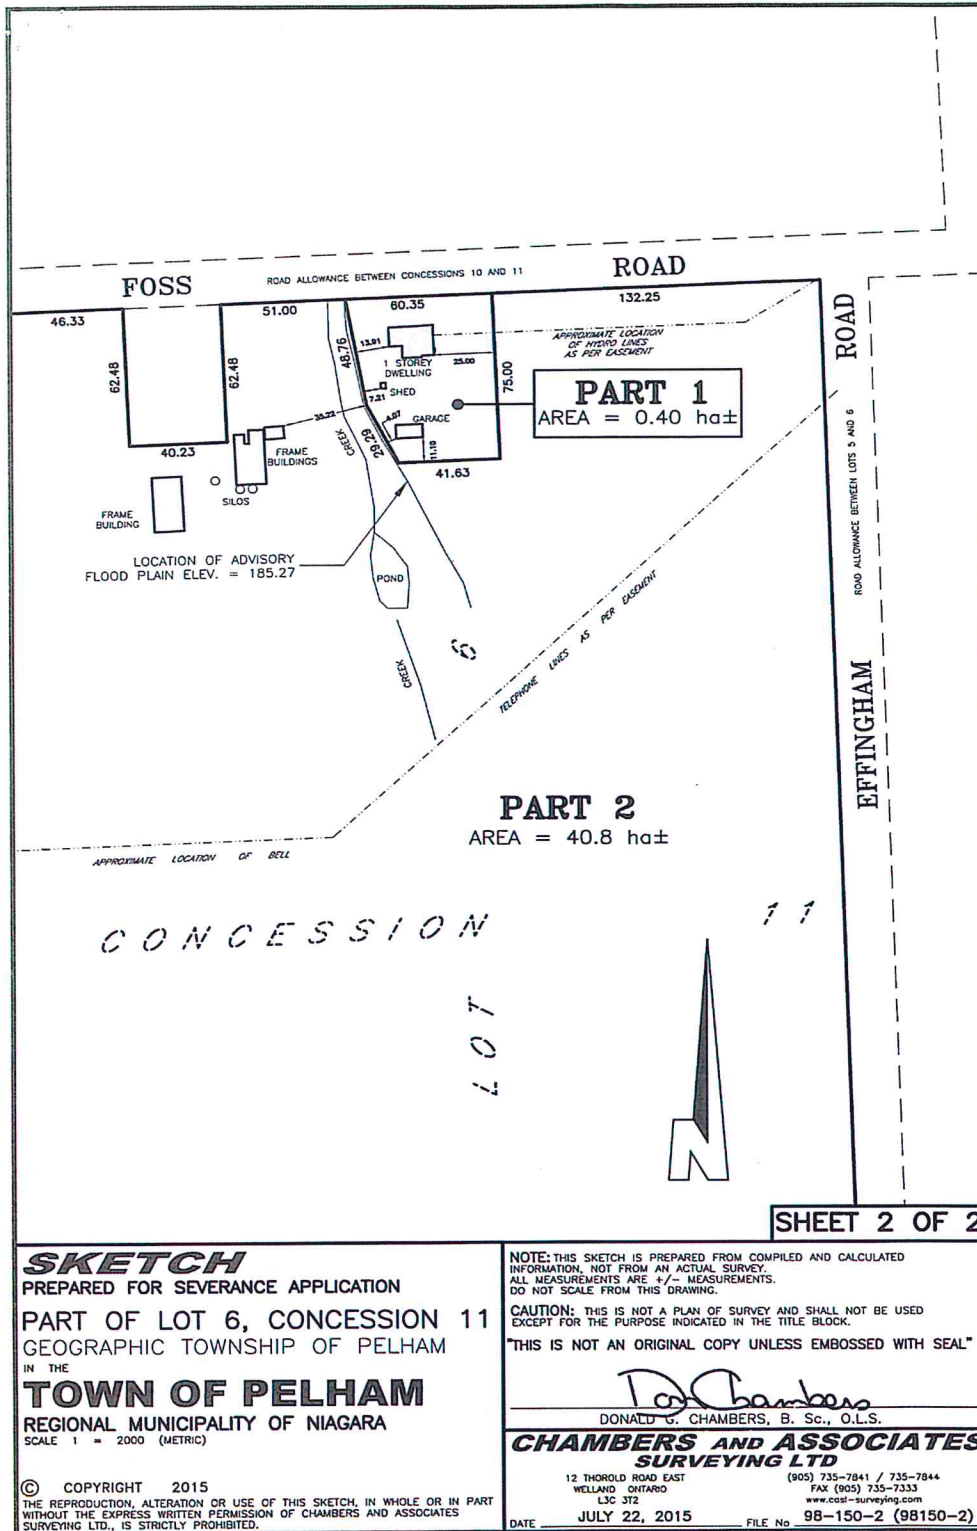 FOSS
ROAD ALLOWANCE BETWEEN CONCESSIONS 10 AND 11
ROAD
46.33
51.00
60.35
132.25
62.48
62.48
48.76
13.91
APPROXIMATE LOCATION
OF HYDRO LINES
AS PER EASEMENT
1 STOREY
DWELLING
25.00
75.00
ROAD
SHED
7.21
PART 1
AREA = 0.40 ha±
GARAGE
4.07
11.10
29.29
CREEK
40.23
41.63
FRAME
BUILDINGS
SILOS
FRAME
BUILDING
ROAD ALLOWANCE BETWEEN LOTS 5 AND 6
LOCATION OF ADVISORY
FLOOD PLAIN ELEV. = 185.27
POND
6
CREEK
TELEPHONE LINES AS PER EASEMENT
EFFINGHAM
PART 2
AREA = 40.8 ha±
APPROXIMATE LOCATION OF BELL
CONCESSION 11
LOT
N
SHEET 2 OF 2
SKETCH
PREPARED FOR SEVERANCE APPLICATION
PART OF LOT 6, CONCESSION 11
GEOGRAPHIC TOWNSHIP OF PELHAM
IN THE
TOWN OF PELHAM
REGIONAL MUNICIPALITY OF NIAGARA
SCALE 1 = 2000 (METRIC)
© COPYRIGHT 2015
THE REPRODUCTION, ALTERATION OR USE OF THIS SKETCH, IN WHOLE OR IN PART
WITHOUT THE EXPRESS WRITTEN PERMISSION OF CHAMBERS AND ASSOCIATES
SURVEYING LTD., IS STRICTLY PROHIBITED.
NOTE: THIS SKETCH IS PREPARED FROM COMPILED AND CALCULATED
INFORMATION, NOT FROM AN ACTUAL SURVEY.
ALL MEASUREMENTS ARE +/- MEASUREMENTS.
DO NOT SCALE FROM THIS DRAWING.
CAUTION: THIS IS NOT A PLAN OF SURVEY AND SHALL NOT BE USED
EXCEPT FOR THE PURPOSE INDICATED IN THE TITLE BLOCK.
"THIS IS NOT AN ORIGINAL COPY UNLESS EMBOSSED WITH SEAL"
Don Chambers
DONALD G. CHAMBERS, B. Sc., O.L.S.
CHAMBERS AND ASSOCIATES
SURVEYING LTD
12 THOROLD ROAD EAST
WELLAND ONTARIO
L3C 3T2
(905) 735-7841 / 735-7844
FAX (905) 735-7333
www.casl-surveying.com
DATE JULY 22, 2015 FILE No 98-150-2 (98150-2)